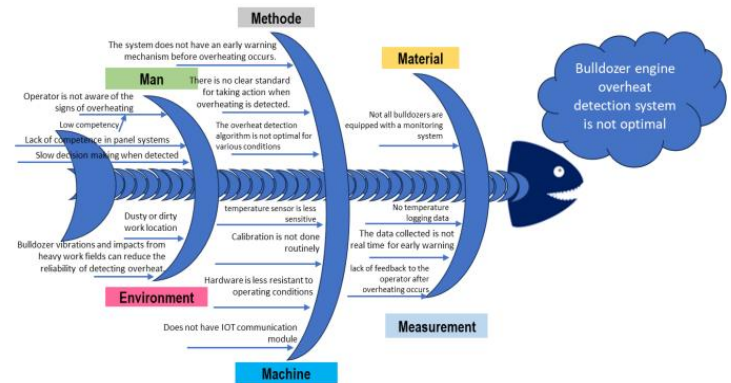 Methode
The system does not have an early warning
mechanism before overheating occurs.
There is no clear standard
for taking action when
overheating is detected.
The overheat detection
algorithm is not optimal for
various conditions
Man
Operator is not aware of the
signs of overheating
Low competency
Lack of competence in panel systems
Slow decision making when detected
Material
Not all bulldozers are
equipped with a monitoring
system
Bulldozer engine
overheat
detection system
is not optimal
Dusty or dirty
work location
Bulldozer vibrations and impacts from
heavy work fields can reduce the
reliability of detecting overheat.
Environment
temperature sensor is less
sensitive
Calibration is not done
routinely
Hardware is less resistant to
operating conditions
Does not have IOT communication
module
Machine
No temperature
logging data
The data collected is not
real time for early warning
lack of feedback to the
operator after
overheating occurs
Measurement